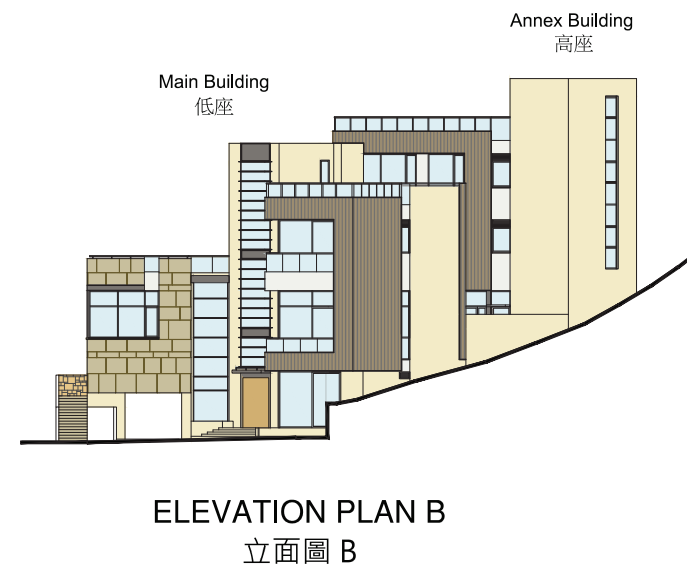 Annex Building
高座
Main Building
低座
ELEVATION PLAN B
立面圖 B